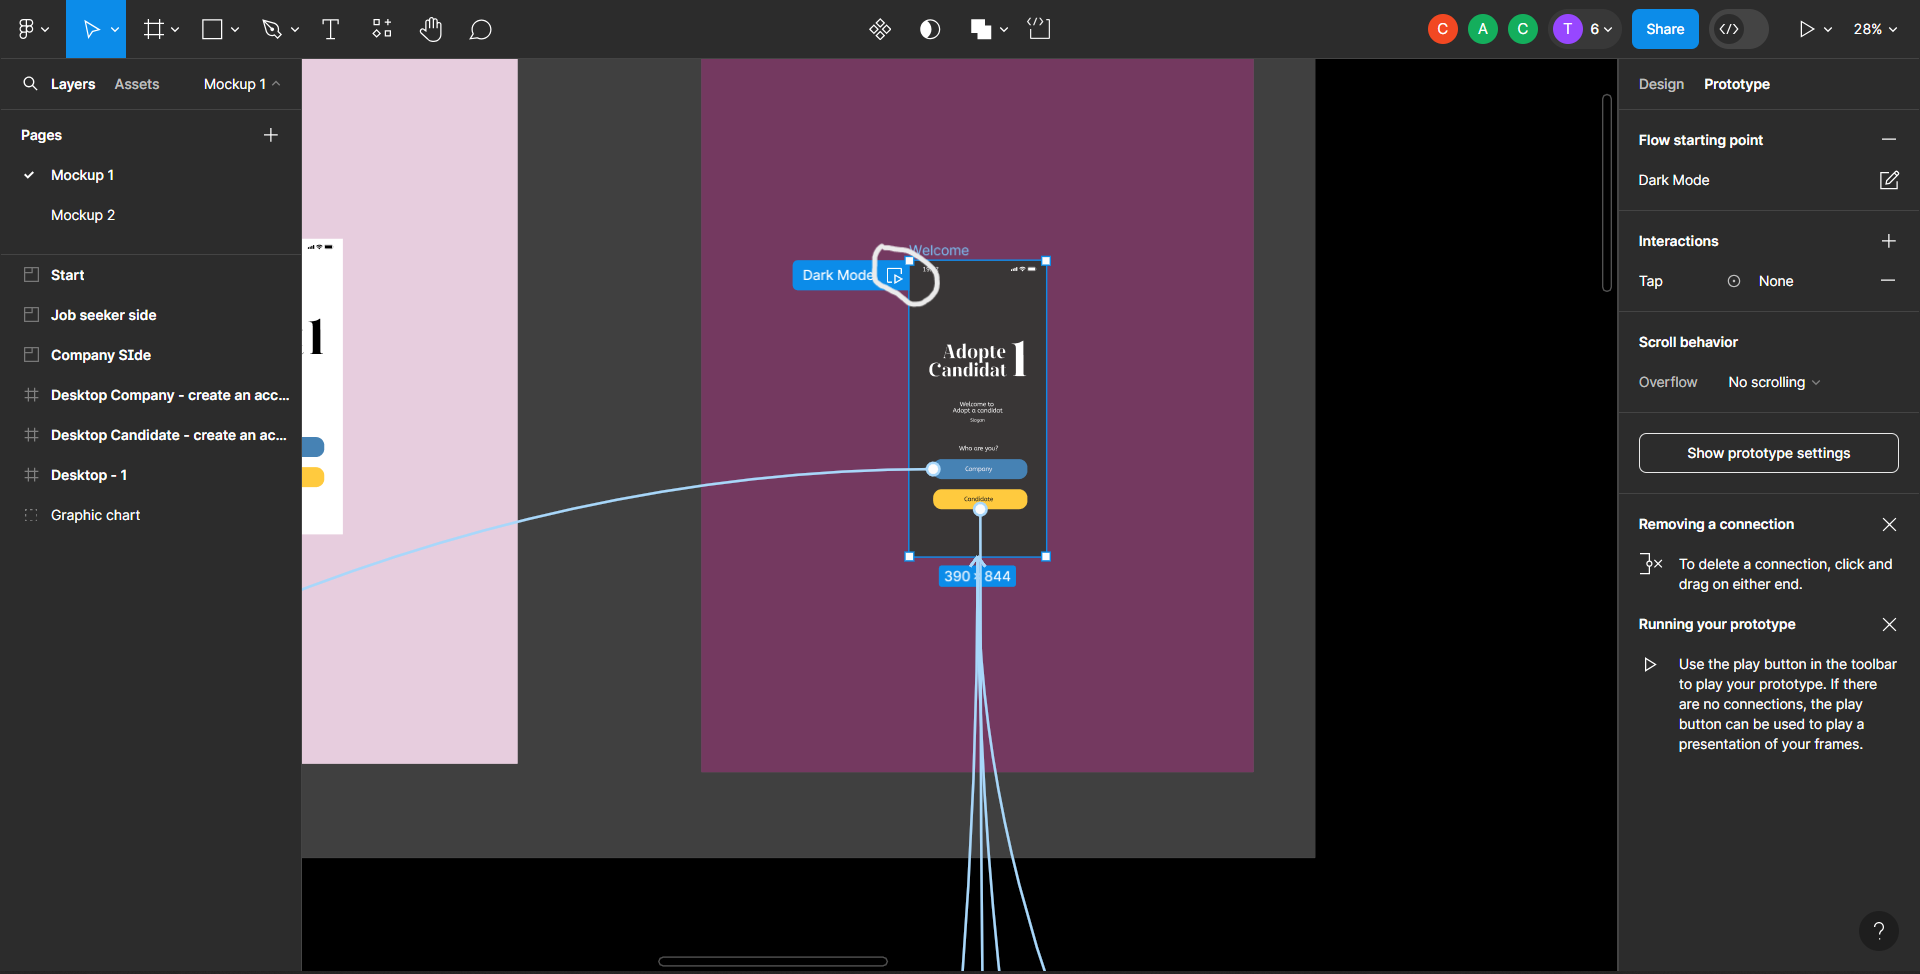 C
A
C
T
6
Share
28%
Layers
Assets
Mockup 1
Pages
Mockup 1
Mockup 2
Start
Job seeker side
Company SIde
Desktop Company - create an acc...
Desktop Candidate - create an ac...
Desktop - 1
Graphic chart
Welcome
Dark Mode
Adopte
Candidat 1
Welcome to
Adopt a candidat
Slogan
Who are you?
Company
Candidate
390 × 844
1
Design
Prototype
Flow starting point
Dark Mode
Interactions
Tap
None
Scroll behavior
Overflow
No scrolling
Show prototype settings
Removing a connection
To delete a connection, click and
drag on either end.
Running your prototype
Use the play button in the toolbar
to play your prototype. If there
are no connections, the play
button can be used to play a
presentation of your frames.
?